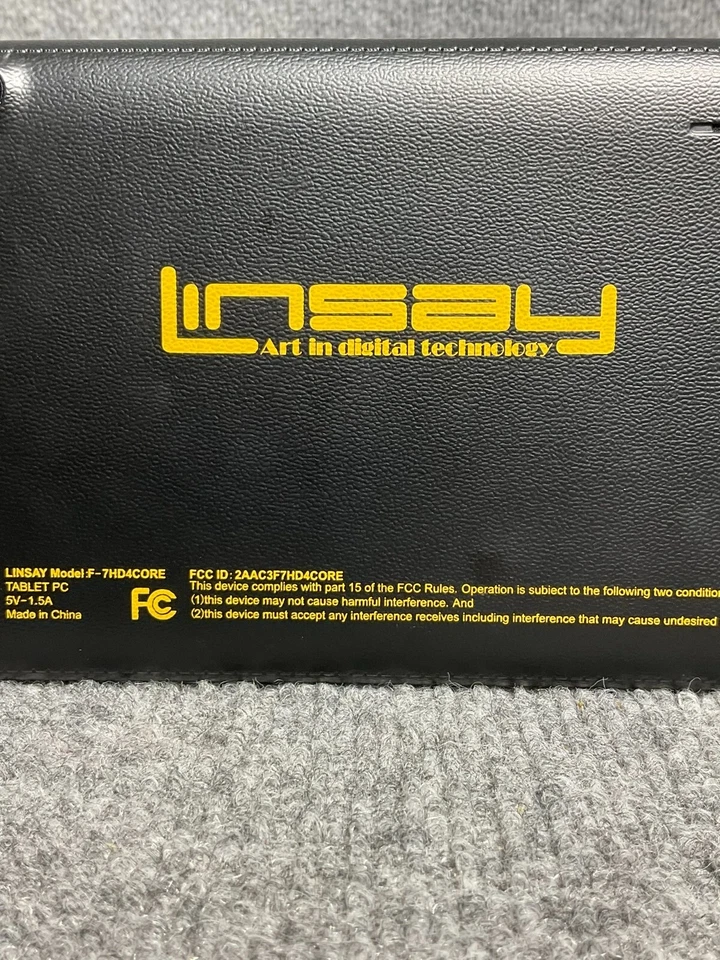 Linsay
Art in digital technology
LINSAY Model:F-7HD4CORE
TABLET PC
5V-1.5A
Made in China
FC
FCC ID: 2AAC3F7HD4CORE
This device complies with part 15 of the FCC Rules. Operation is subiect to the following two condition
(1)this device may not cause harmful interference. And
(2)this device must accept any interference receives including interference that may cause undesired